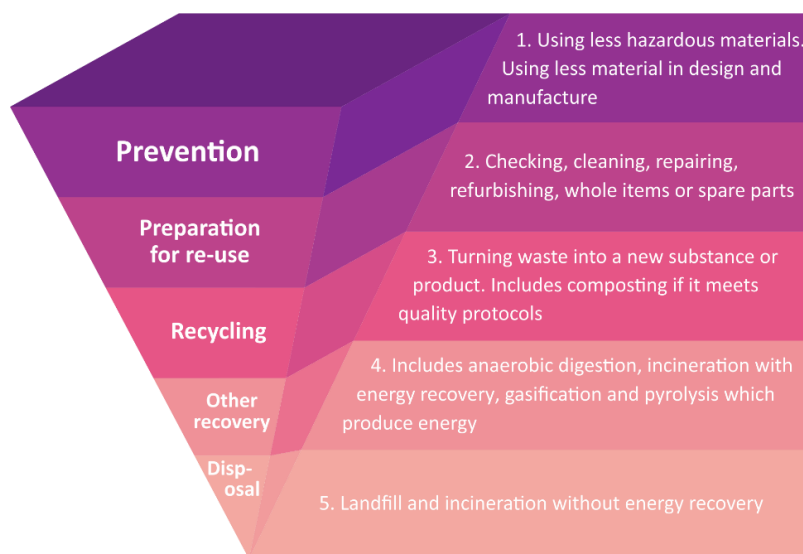 Prevention
1. Using less hazardous materials.
Using less material in design and
manufacture
Preparation
for re-use
2. Checking, cleaning, repairing,
refurbishing, whole items or spare parts
Recycling
3. Turning waste into a new substance or
product. Includes composting if it meets
quality protocols
Other
recovery
4. Includes anaerobic digestion, incineration with
energy recovery, gasification and pyrolysis which
produce energy
Disp-
osal
5. Landfill and incineration without energy recovery